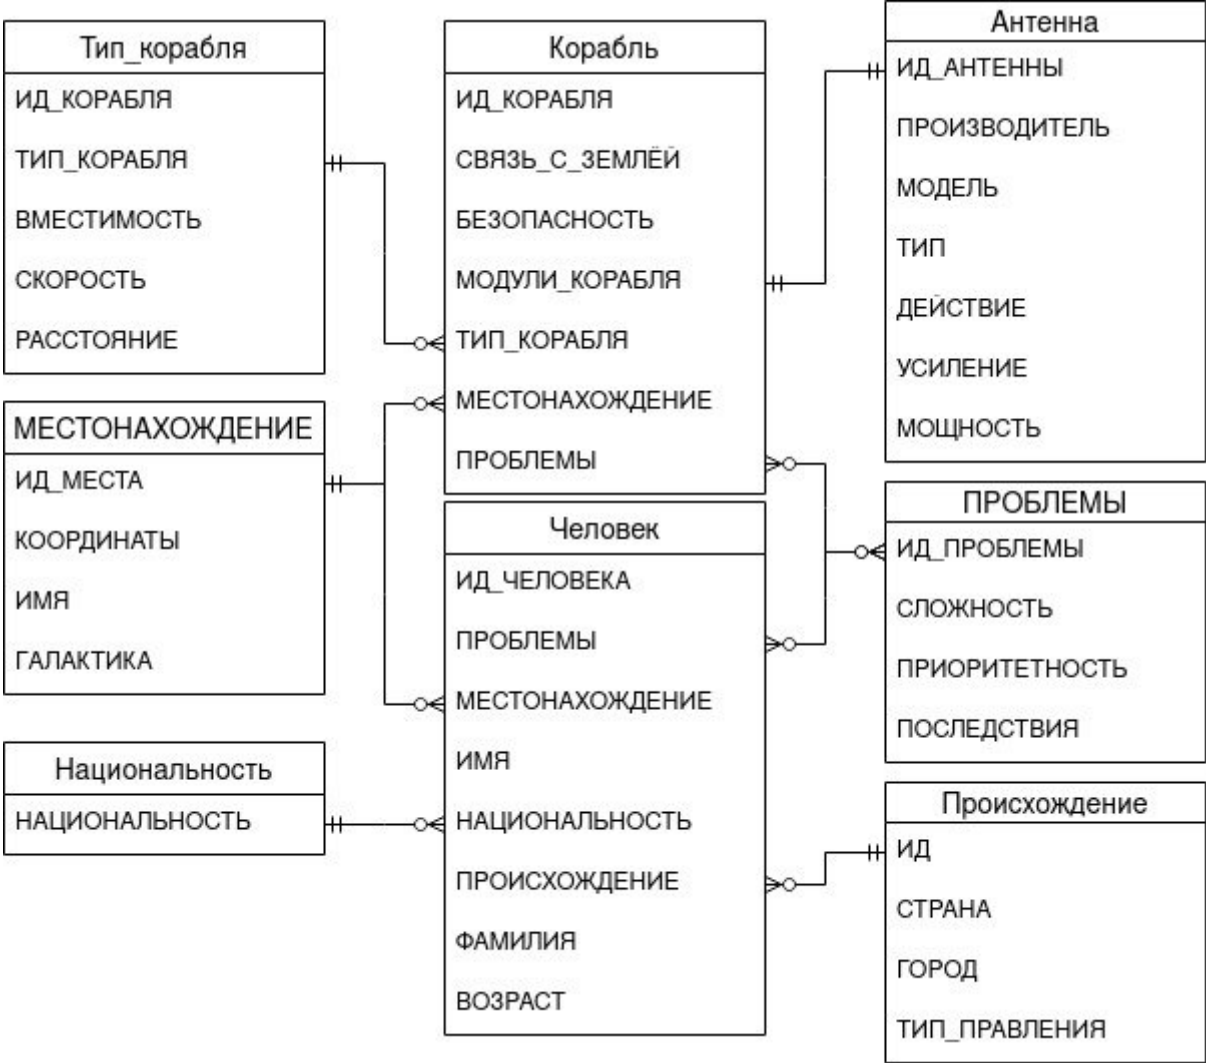 Тип_корабля
ИД_КОРАБЛЯ
ТИП_КОРАБЛЯ
ВМЕСТИМОСТЬ
СКОРОСТЬ
РАССТОЯНИЕ
МЕСТОНАХОЖДЕНИЕ
ИД_МЕСТА
КООРДИНАТЫ
ИМЯ
ГАЛАКТИКА
Национальность
НАЦИОНАЛЬНОСТЬ
Корабль
ИД_КОРАБЛЯ
СВЯЗЬ_С_ЗЕМЛЁЙ
БЕЗОПАСНОСТЬ
МОДУЛИ_КОРАБЛЯ
ТИП_КОРАБЛЯ
МЕСТОНАХОЖДЕНИЕ
ПРОБЛЕМЫ
Человек
ИД_ЧЕЛОВЕКА
ПРОБЛЕМЫ
МЕСТОНАХОЖДЕНИЕ
ИМЯ
НАЦИОНАЛЬНОСТЬ
ПРОИСХОЖДЕНИЕ
ФАМИЛИЯ
ВОЗРАСТ
Антенна
ИД_АНТЕННЫ
ПРОИЗВОДИТЕЛЬ
МОДЕЛЬ
ТИП
ДЕЙСТВИЕ
УСИЛЕНИЕ
МОЩНОСТЬ
ПРОБЛЕМЫ
ИД_ПРОБЛЕМЫ
СЛОЖНОСТЬ
ПРИОРИТЕТНОСТЬ
ПОСЛЕДСТВИЯ
Происхождение
ИД
СТРАНА
ГОРОД
ТИП_ПРАВЛЕНИЯ